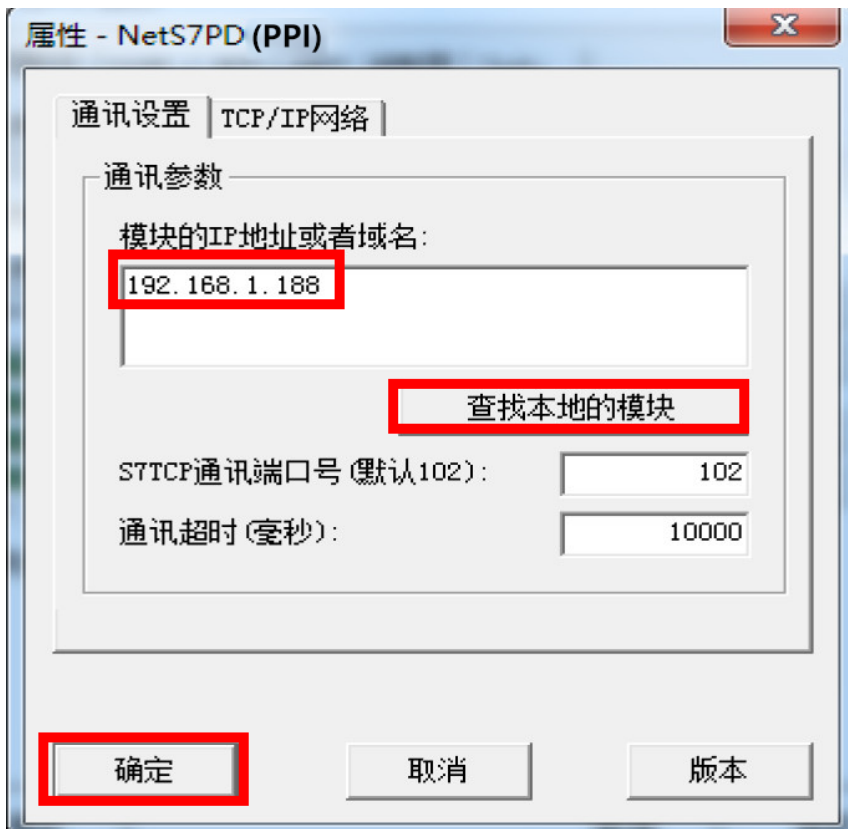 属性 - NetS7PD (PPI)
通讯设置 TCP/IP网络
通讯参数
模块的IP地址或者域名:
192.168.1.188
查找本地的模块
S7TCP通讯端口号(默认102): 102
通讯超时(毫秒): 10000
确定 取消 版本